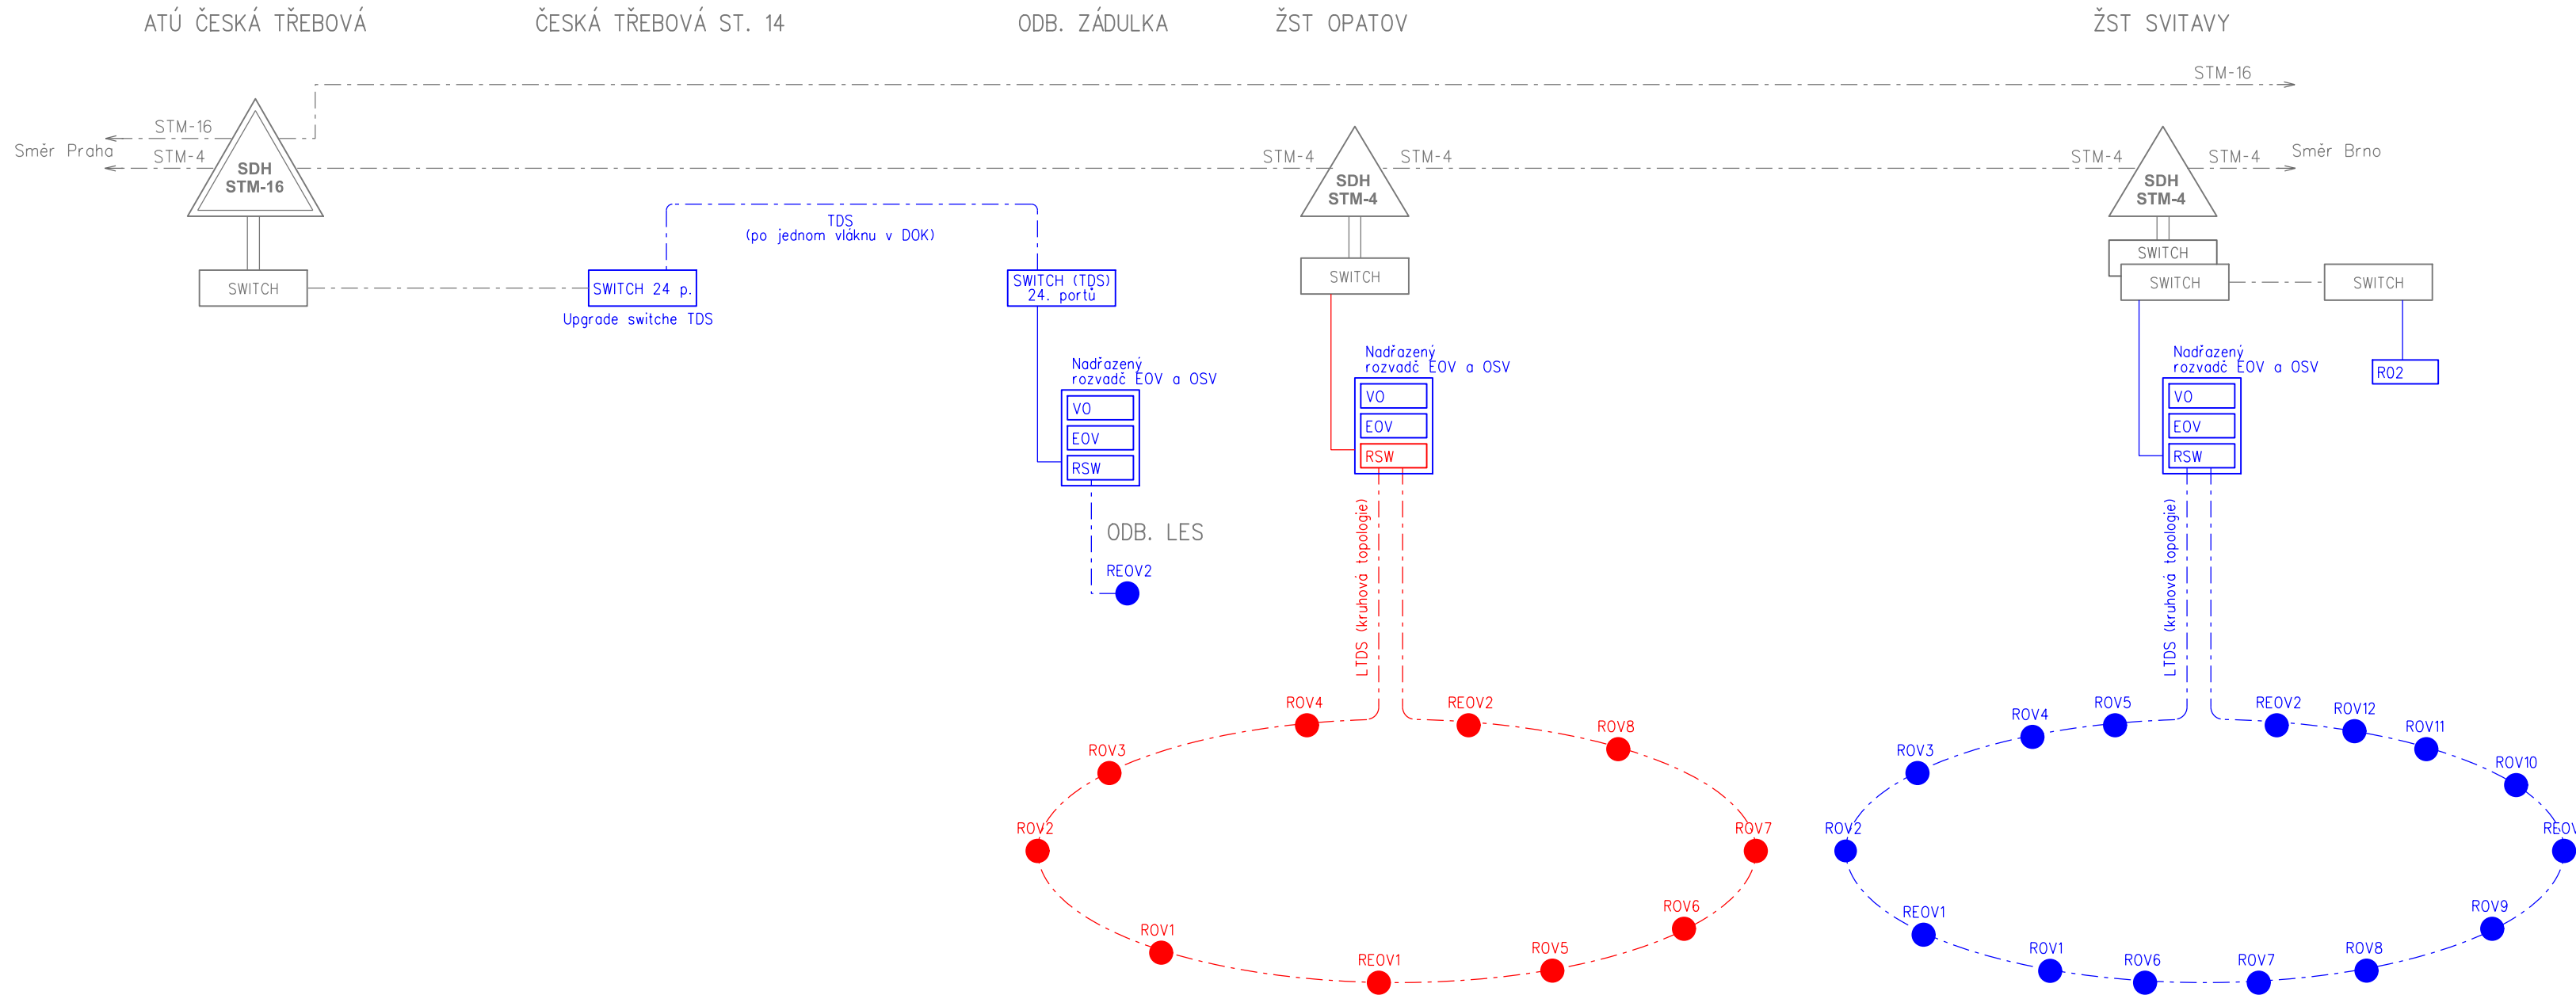 ATÚ ČESKÁ TŘEBOVÁ
ČESKÁ TŘEBOVÁ ST. 14
ODB. ZÁDULKA
ŽST OPATOV
ŽST SVITAVY
STM-16
STM-16
Směr Praha
STM-4
SDH
STM-16
STM-4
STM-4
SDH
STM-4
STM-4
STM-4
Směr Brno
SDH
STM-4
TDS
(po jednom vláknu v DOK)
SWITCH
SWITCH 24 p.
Upgrade switche TDS
SWITCH (TDS)
24. portů
SWITCH
SWITCH
SWITCH
SWITCH
Nadřazený
rozvadč EOV a OSV
VO
EOV
RSW
Nadřazený
rozvadč EOV a OSV
VO
EOV
RSW
Nadřazený
rozvadč EOV a OSV
VO
EOV
RSW
RO2
ODB. LES
REOV2
LTDS (kruhová topologie)
LTDS (kruhová topologie)
ROV4
REOV2
ROV8
ROV3
ROV2
ROV7
ROV1
REOV1
ROV5
ROV6
ROV5
REOV2
ROV12
ROV4
ROV11
ROV3
ROV10
ROV2
REOV
REOV1
ROV9
ROV1
ROV6
ROV7
ROV8